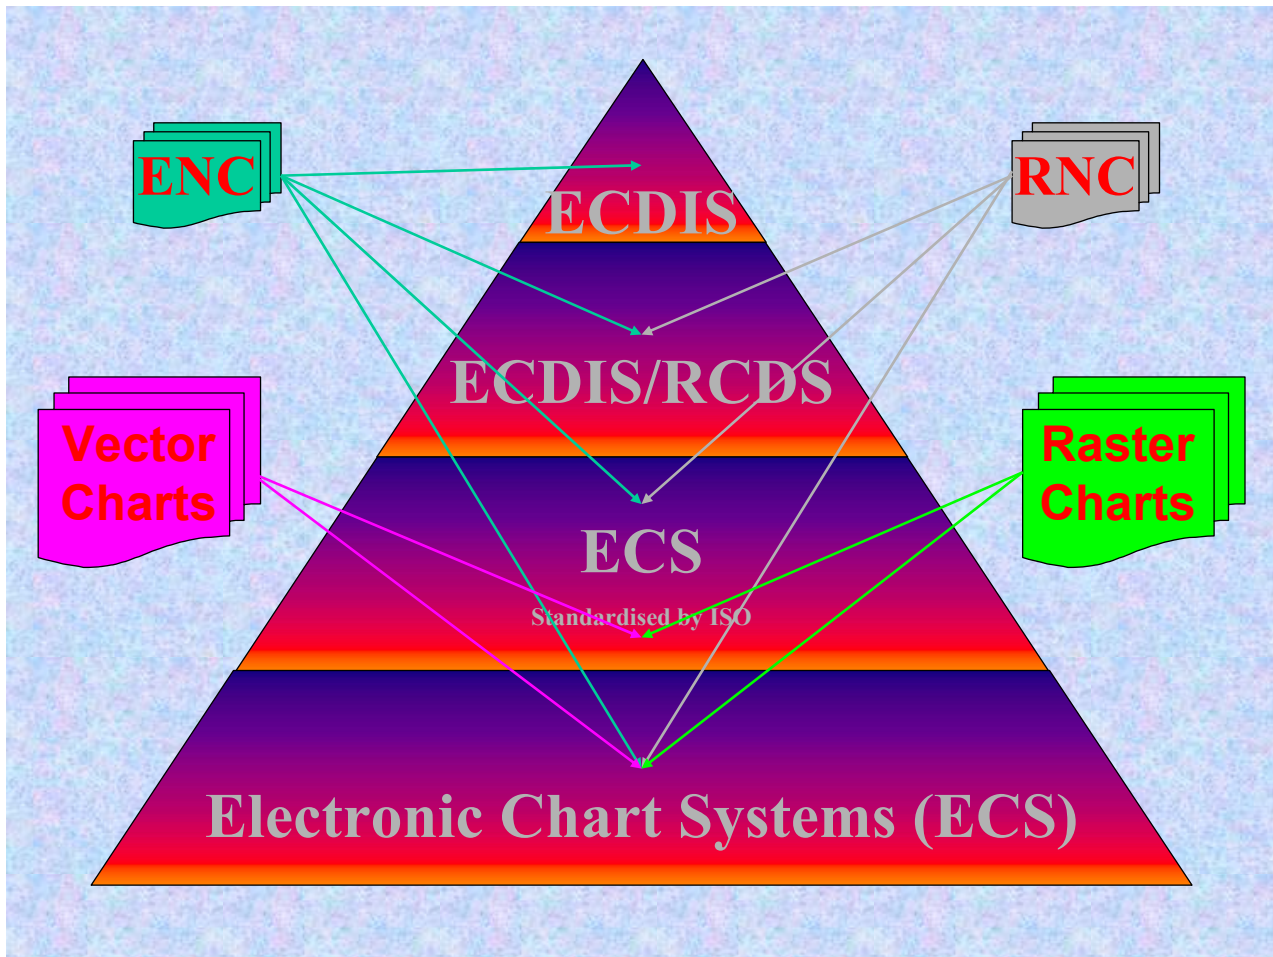 ENC
RNC
ECDIS
ECDIS/RCDS
Vector
Charts
Raster
Charts
ECS
Standardised by ISO
Electronic Chart Systems (ECS)